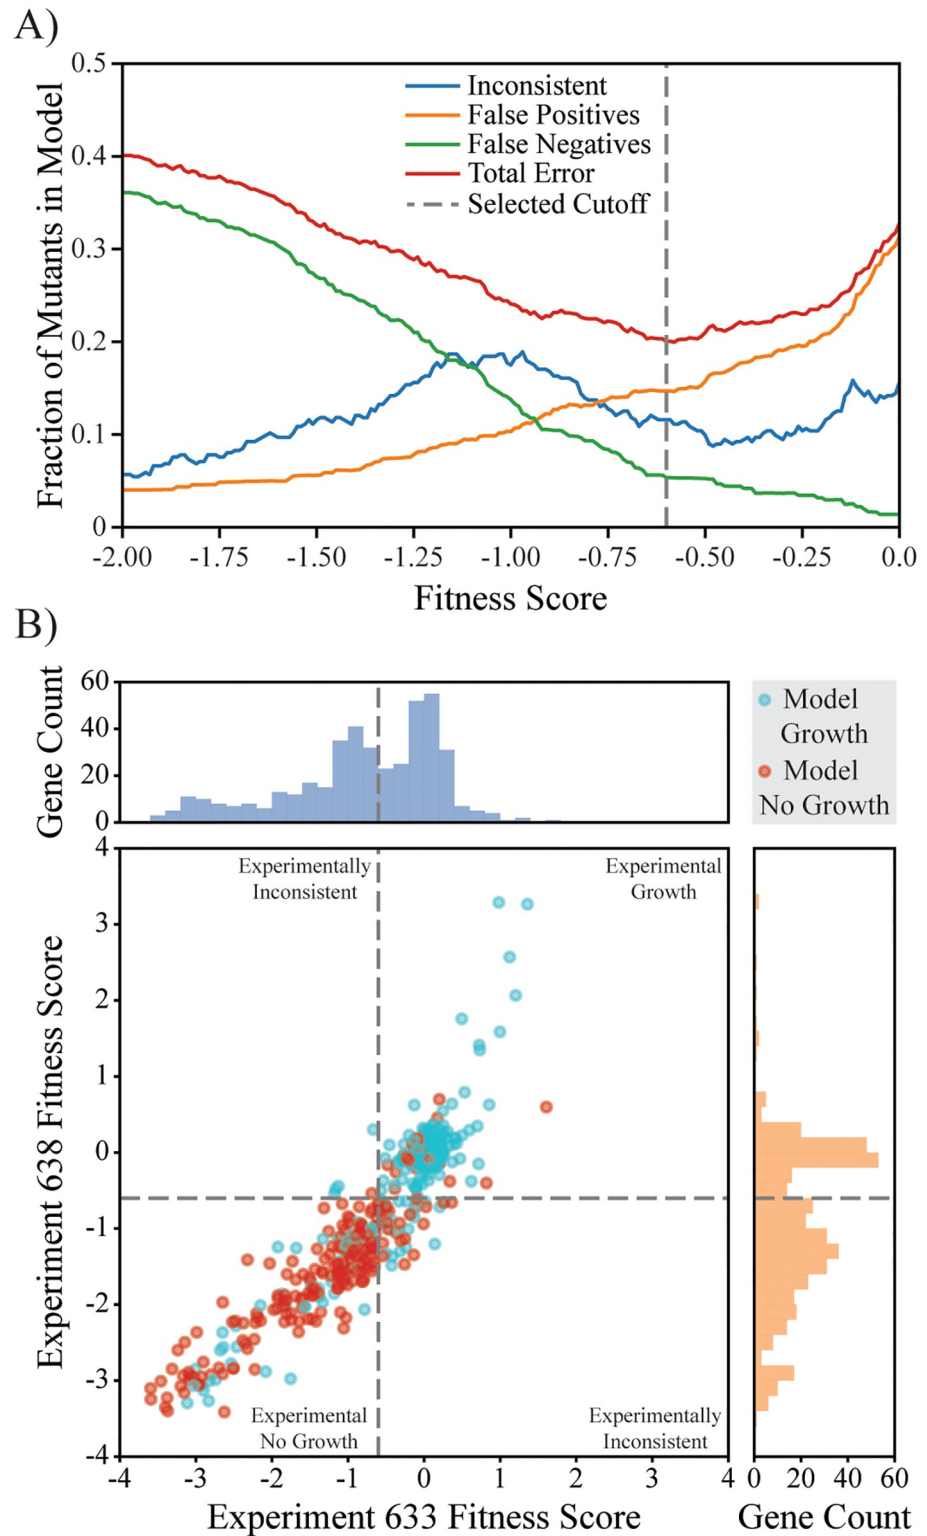 A)
Fraction of Mutants in Model
0.5
0.4
0.3
0.2
0.1
0
Inconsistent
False Positives
False Negatives
Total Error
Selected Cutoff
-2.00 -1.75 -1.50 -1.25 -1.00 -0.75 -0.50 -0.25 0.0
Fitness Score
B)
Gene Count
60
40
20
0
Model
Growth
Model
No Growth
Experiment 638 Fitness Score
4
3
2
1
0
-1
-2
-3
-4
Experimentally
Inconsistent
Experimental
Growth
Experimental
No Growth
Experimentally
Inconsistent
-4 -3 -2 -1 0 1 2 3 4
0 20 40 60
Experiment 633 Fitness Score
Gene Count